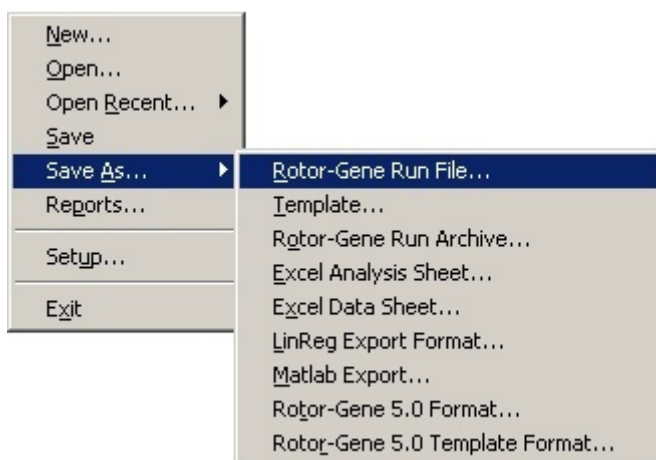 New...
Open...
Open Recent...
Save
Save As...
Reports...
Setup...
Exit
Rotor-Gene Run File...
Template...
Rotor-Gene Run Archive...
Excel Analysis Sheet...
Excel Data Sheet...
LinReg Export Format...
Matlab Export...
Rotor-Gene 5.0 Format...
Rotor-Gene 5.0 Template Format...